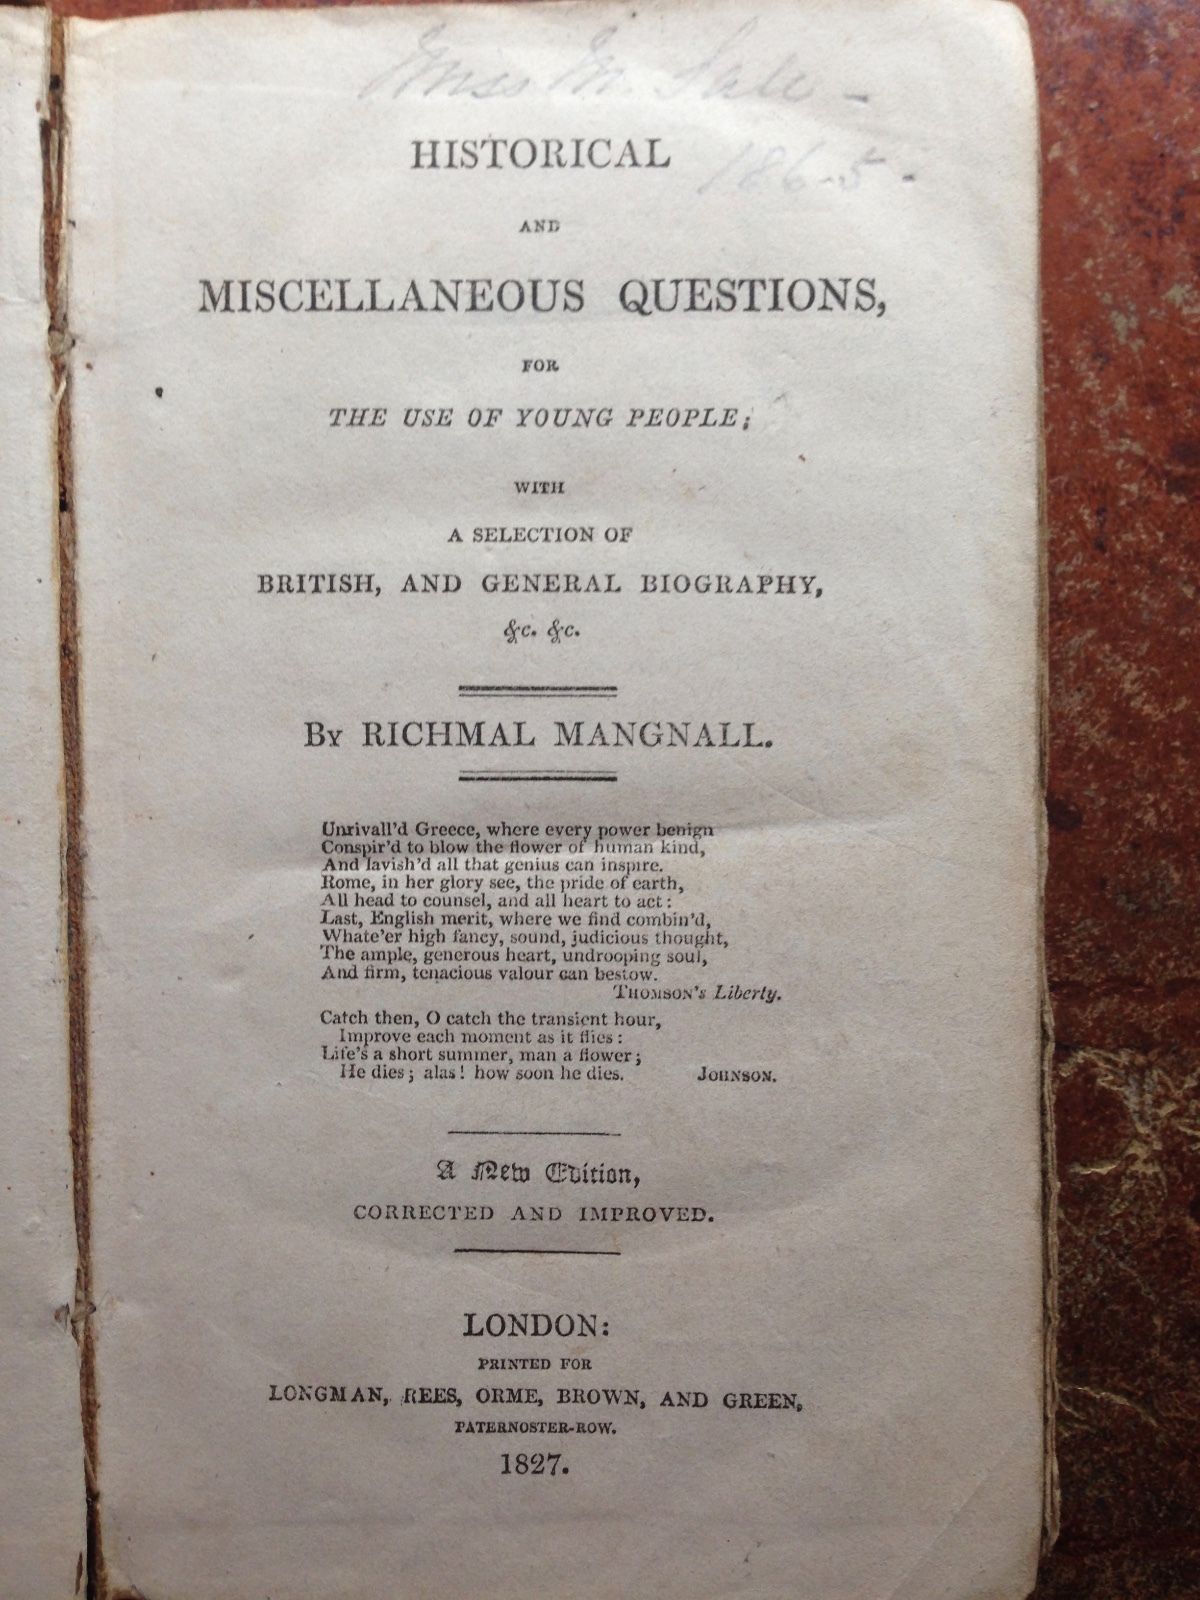 Miss M. Sale -
1865.
HISTORICAL
AND
MISCELLANEOUS QUESTIONS,
FOR
THE USE OF YOUNG PEOPLE;
WITH
A SELECTION OF
BRITISH, AND GENERAL BIOGRAPHY,
&c. &c.
By RICHMAL MANGNALL.
Unrivall'd Greece, where every power benign
Conspir'd to blow the flower of human kind,
And lavish'd all that genius can inspire.
Rome, in her glory see, the pride of earth,
All head to counsel, and all heart to act:
Last, English merit, where we find combin'd,
Whate'er high fancy, sound, judicious thought,
The ample, generous heart, undrooping soul,
And firm, tenacious valour can bestow.
THOMSON's Liberty.
Catch then, O catch the transient hour,
Improve each moment as it flies:
Life's a short summer, man a flower;
He dies; alas! how soon he dies. JOHNSON.
A New Edition,
CORRECTED AND IMPROVED.
LONDON:
PRINTED FOR
LONGMAN, REES, ORME, BROWN, AND GREEN,
PATERNOSTER-ROW.
1827.